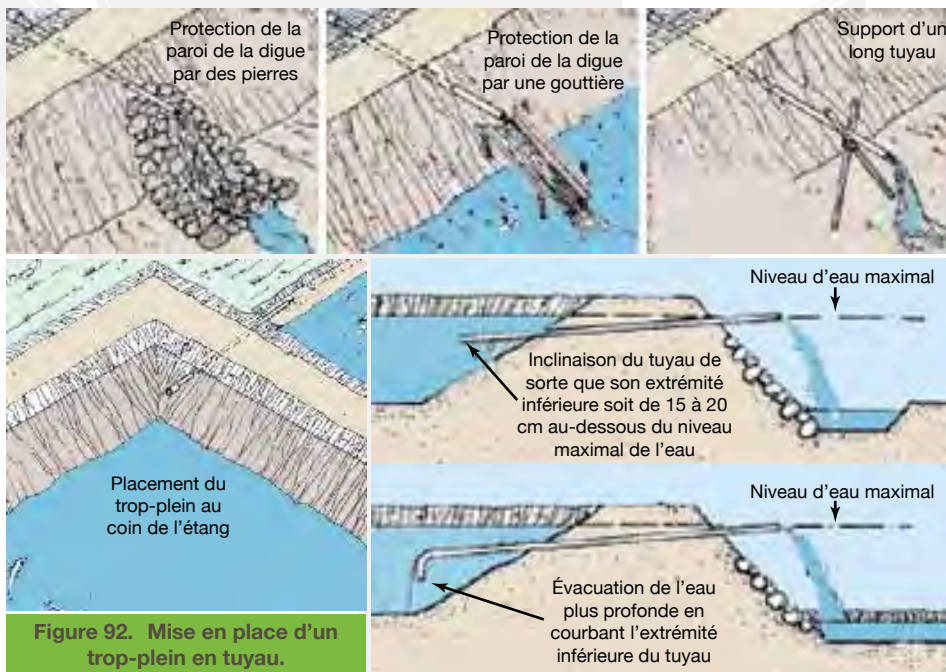 Protection de la
paroi de la digue
par des pierres
Protection de la
paroi de la digue
par une gouttière
Support d'un
long tuyau
Placement du
trop-plein au
coin de l'étang
Niveau d'eau maximal
Inclinaison du tuyau de
sorte que son extrémité
inférieure soit de 15 à 20
cm au-dessous du niveau
maximal de l'eau
Niveau d'eau maximal
Évacuation de l'eau
plus profonde en
courbant l'extrémité
inférieure du tuyau
Figure 92. Mise en place d'un
trop-plein en tuyau.